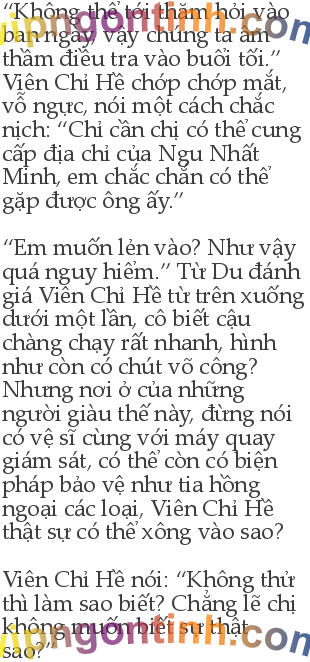 “Không thể tới thăm hỏi vào
ban ngày, vậy chúng ta âm
thầm điều tra vào buổi tối.”
Viên Chỉ Hề chớp chớp mắt,
vỗ ngực, nói một cách chắc
nịch: “Chỉ cần chị có thể cung
cấp địa chỉ của Ngu Nhất
Minh, em chắc chắn có thể
gặp được ông ấy.”

“Em muốn lẻn vào? Như vậy
quá nguy hiểm.” Từ Du đánh
giá Viên Chỉ Hề từ trên xuống
dưới một lần, cô biết cậu
chàng chạy rất nhanh, hình
như còn có chút võ công?
Nhưng nơi ở của những
người giàu thế này, đừng nói
có vệ sĩ cùng với máy quay
giám sát, có thể còn có biện
pháp bảo vệ như tia hồng
ngoại các loại, Viên Chỉ Hề
thật sự có thể xông vào sao?

Viên Chỉ Hề nói: “Không thử
thì làm sao biết? Chẳng lẽ chị
không muốn biết sự thật
sao?”
vipngontinh.com
vipngontinh.com